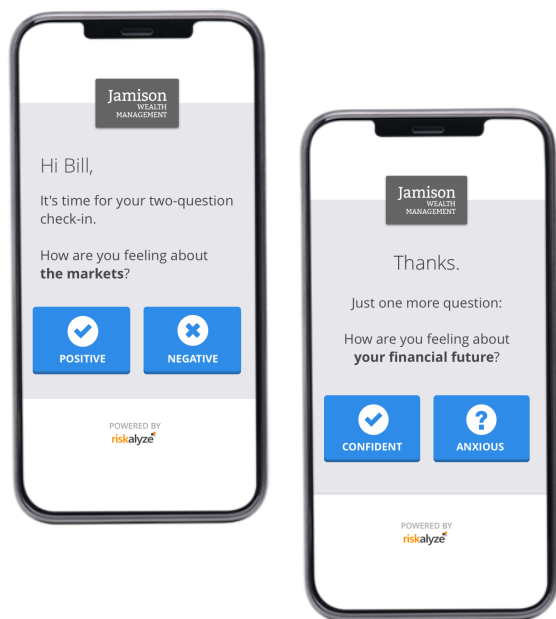 Jamison
WEALTH
MANAGEMENT
Hi Bill,
It's time for your two-question
check-in.
How are you feeling about
the markets?
POSITIVE
NEGATIVE
POWERED BY
riskalyze
Jamison
WEALTH
MANAGEMENT
Thanks.
Just one more question:
How are you feeling about
your financial future?
CONFIDENT
ANXIOUS
POWERED BY
riskalyze